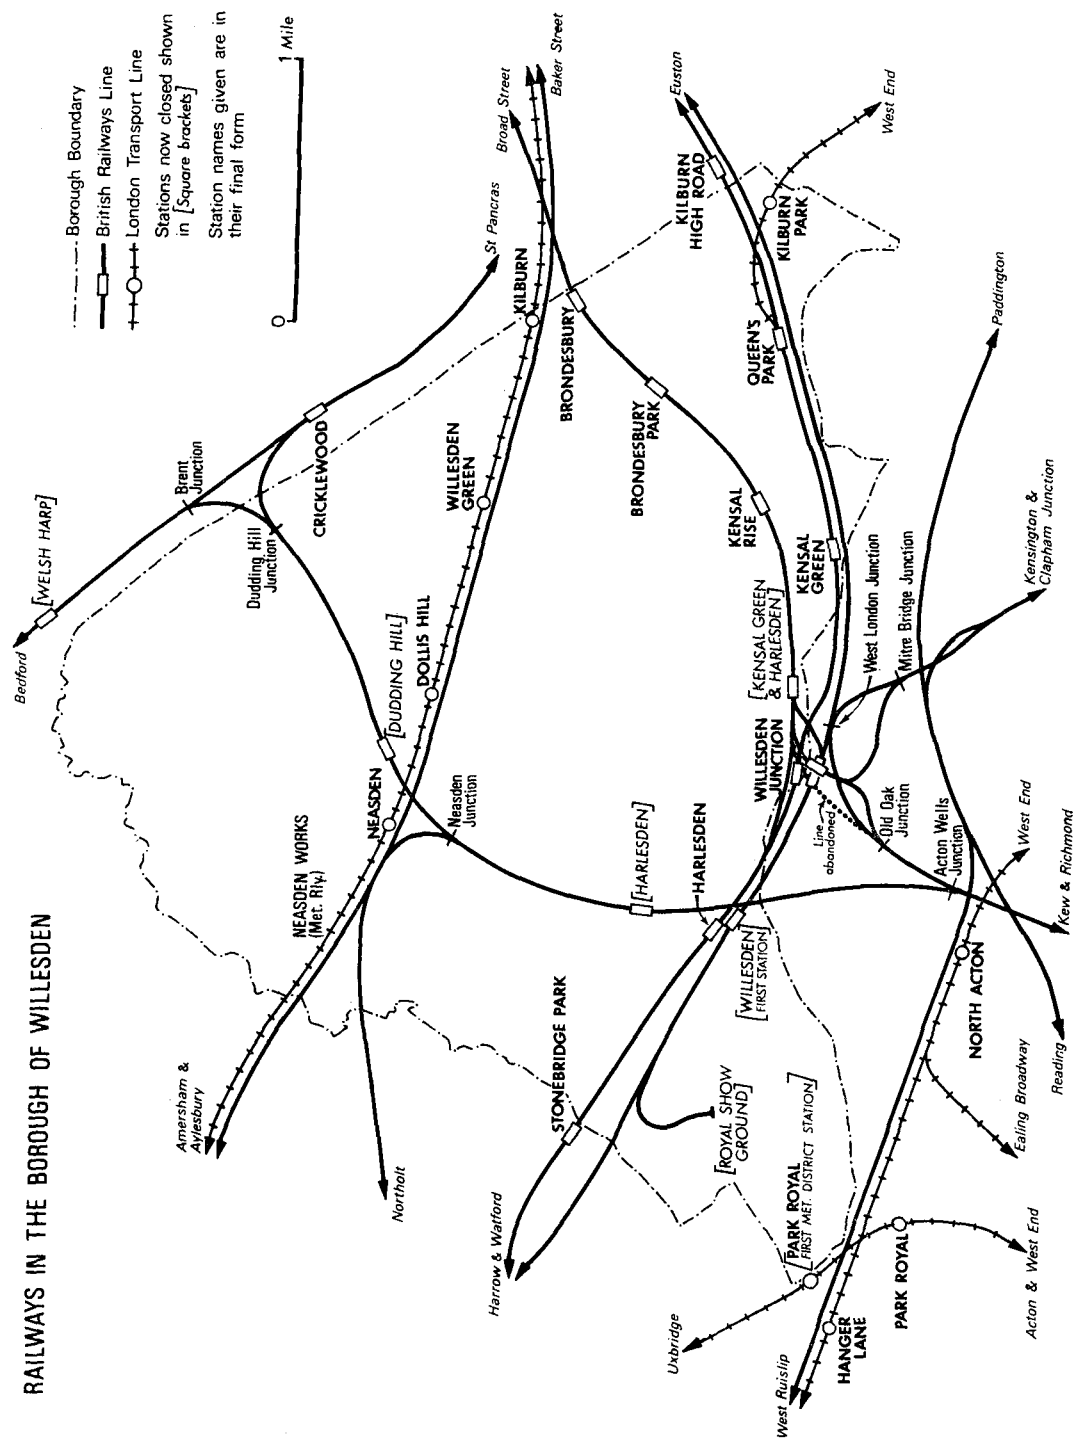 RAILWAYS IN THE BOROUGH OF WILLESDEN
Borough Boundary
British Railways Line
London Transport Line
Stations now closed shown
in [Square brackets]
Station names given are in
their final form
0
1 Mile
Amersham &
Aylesbury
Northolt
NEASDEN WORKS
(Met. Rly.)
NEASDEN
Neasden
Junction
Bedford
[WELSH HARP]
Brent
Junction
Dudding Hill
Junction
CRICKLEWOOD
St Pancras
[DUDDING HILL]
DOLLIS HILL
WILLESDEN
GREEN
KILBURN
Broad Street
Baker Street
BRONDESBURY
BRONDESBURY
PARK
KENSAL
RISE
[KENSAL GREEN
& HARLESDEN]
KENSAL
GREEN
QUEEN'S
PARK
KILBURN
HIGH ROAD
KILBURN
PARK
Euston
West End
Harrow & Watford
STONEBRIDGE PARK
[ROYAL SHOW
GROUND]
[HARLESDEN]
HARLESDEN
[WILLESDEN
FIRST STATION]
WILLESDEN
JUNCTION
Line
abandoned
West London Junction
Mitre Bridge Junction
Old Oak
Junction
Acton Wells
Junction
Paddington
Kensington &
Clapham Junction
Uxbridge
[PARK ROYAL
FIRST MET. DISTRICT STATION]
West Ruislip
HANGER
LANE
PARK ROYAL
Acton & West End
Ealing Broadway
NORTH ACTON
Reading
Kew & Richmond
West End